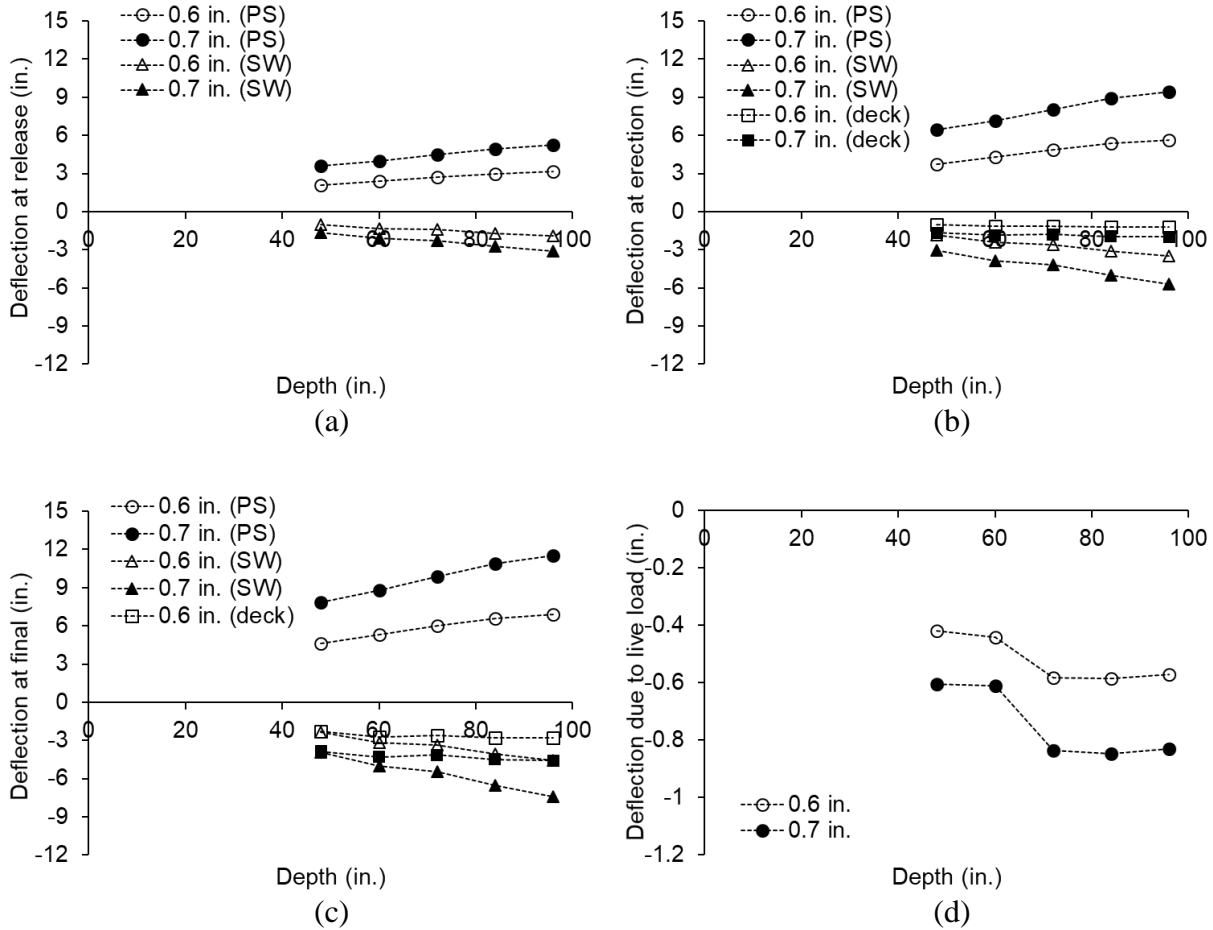 15
12
9
6
3
0
-3
-6
-9
-12
0 20 40 60 80 100
Deflection at release (in.)
Depth (in.)
0.6 in. (PS)
0.7 in. (PS)
0.6 in. (SW)
0.7 in. (SW)
(a)
15
12
9
6
3
0
-3
-6
-9
-12
0 20 40 60 80 100
Deflection at erection (in.)
Depth (in.)
0.6 in. (PS)
0.7 in. (PS)
0.6 in. (SW)
0.7 in. (SW)
0.6 in. (deck)
0.7 in. (deck)
(b)
15
12
9
6
3
0
-3
-6
-9
-12
0 20 40 60 80 100
Deflection at final (in.)
Depth (in.)
0.6 in. (PS)
0.7 in. (PS)
0.6 in. (SW)
0.7 in. (SW)
0.6 in. (deck)
(c)
0
-0.2
-0.4
-0.6
-0.8
-1
-1.2
0 20 40 60 80 100
Deflection due to live load (in.)
Depth (in.)
0.6 in.
0.7 in.
(d)